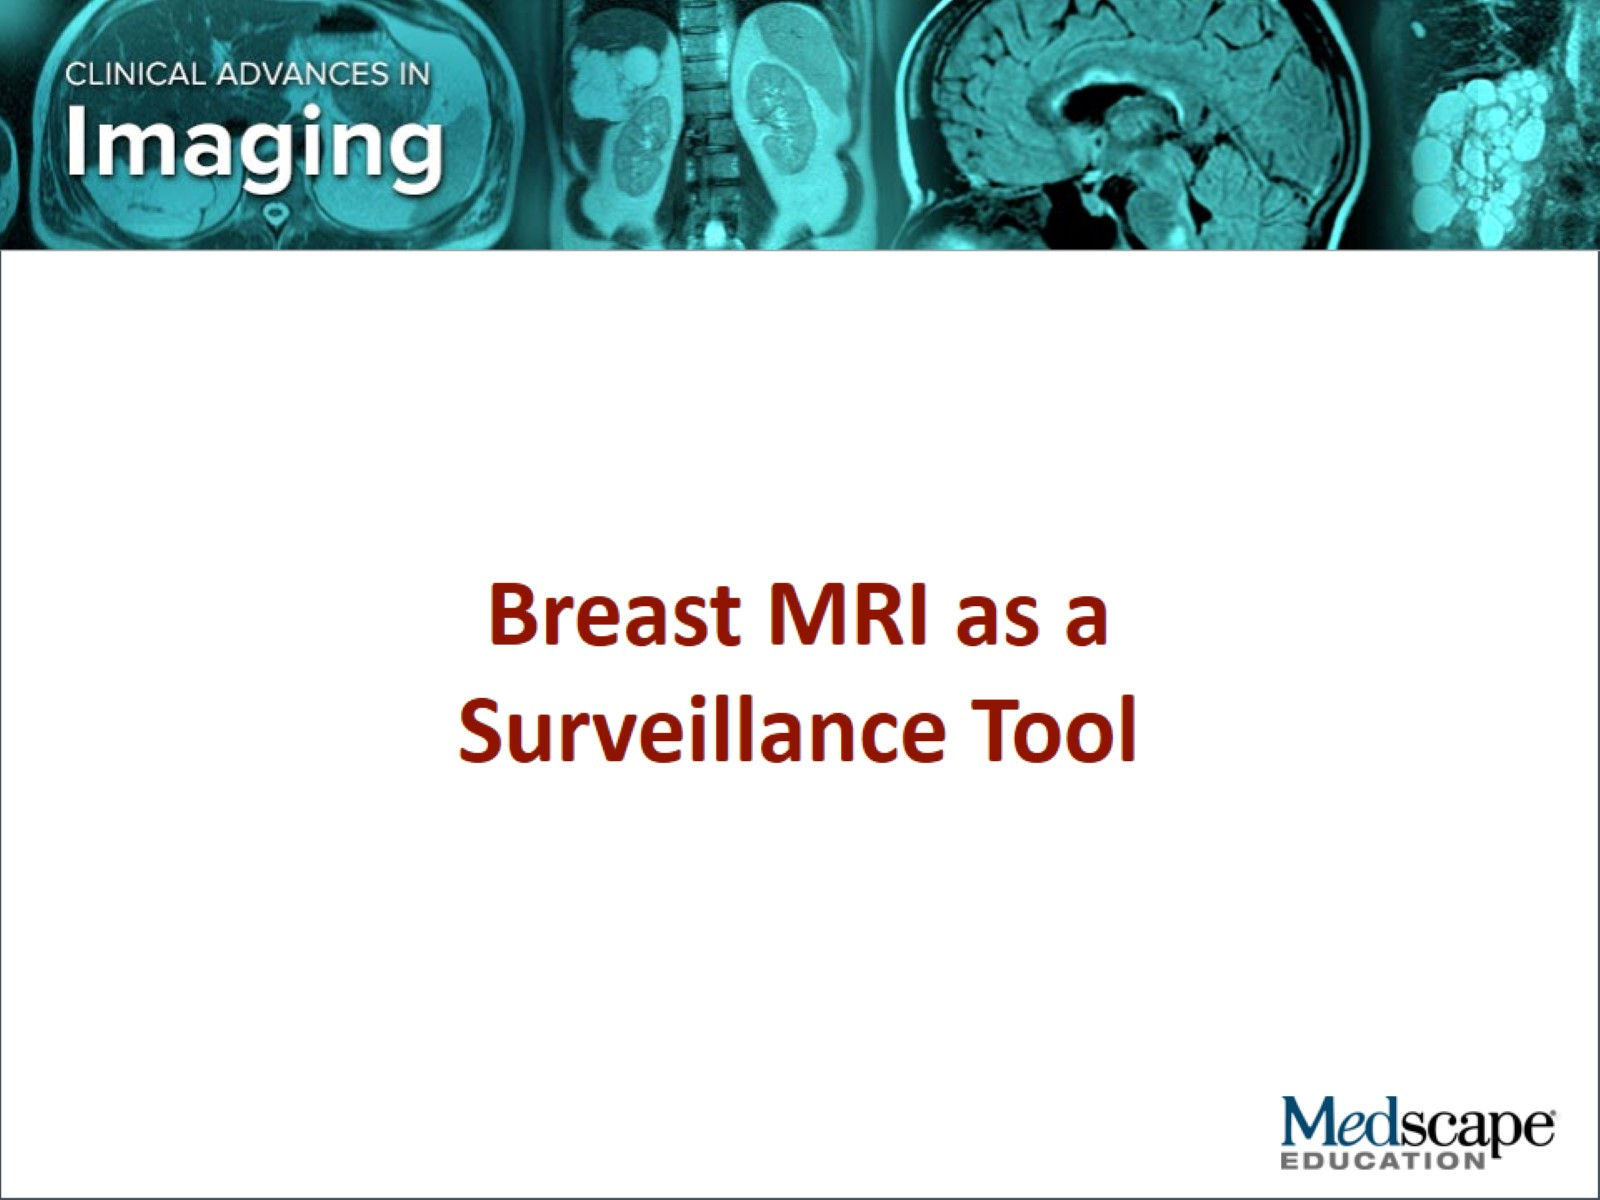 CLINICAL ADVANCES IN
Imaging
Breast MRI as a
Surveillance Tool
Medscape®
EDUCATION